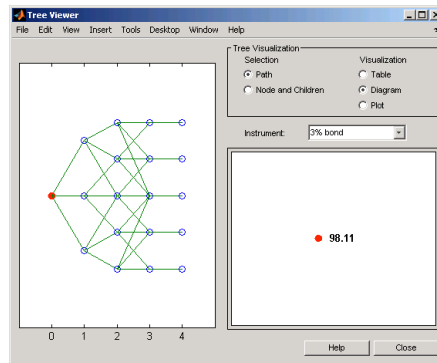 Tree Viewer
File Edit View Insert Tools Desktop Window Help
Tree Visualization
Selection
Visualization
Path
Table
Node and Children
Diagram
Plot
Instrument:
3% bond
98.11
0 1 2 3 4
Help
Close